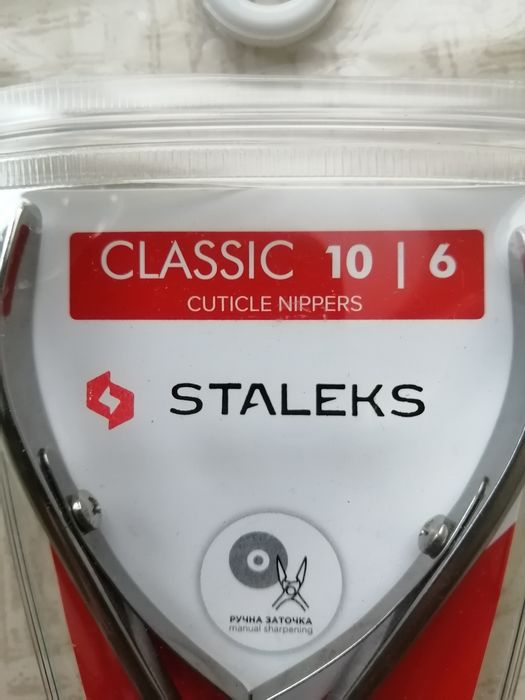 CLASSIC 10 | 6
CUTICLE NIPPERS
STALEKS
РУЧНА ЗАТОЧКА
manual sharpening